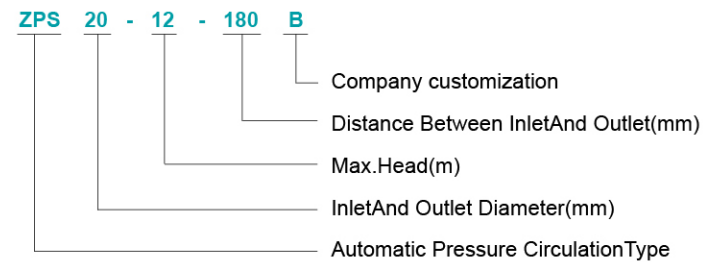 ZPS 20 - 12 - 180 B
Company customization
Distance Between InletAnd Outlet(mm)
Max.Head(m)
InletAnd Outlet Diameter(mm)
Automatic Pressure CirculationType